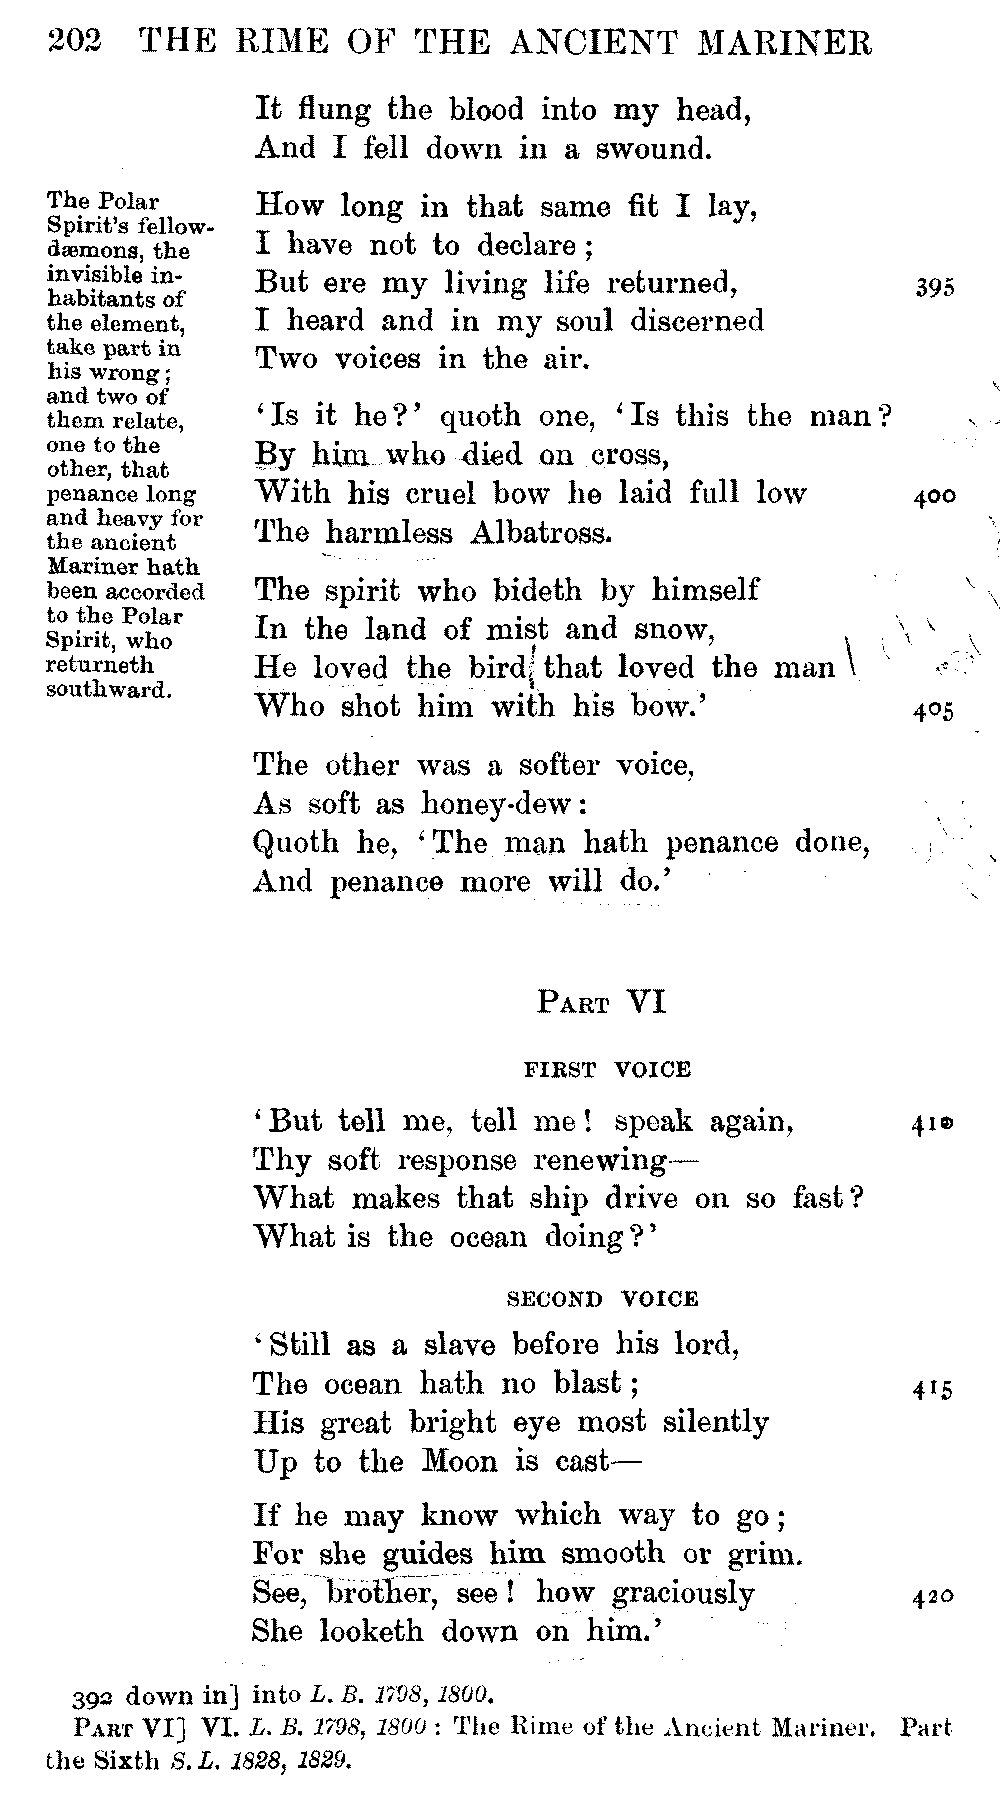 202 THE RIME OF THE ANCIENT MARINER
It flung the blood into my head,
And I fell down in a swound.
The Polar
Spirit's fellow-
dæmons, the
invisible in-
habitants of
the element,
take part in
his wrong;
and two of
them relate,
one to the
other, that
penance long
and heavy for
the ancient
Mariner hath
been accorded
to the Polar
Spirit, who
returneth
southward.
How long in that same fit I lay,
I have not to declare;
But ere my living life returned, 395
I heard and in my soul discerned
Two voices in the air.
'Is it he?' quoth one, 'Is this the man?
By him who died on cross,
With his cruel bow he laid full low 400
The harmless Albatross.
The spirit who bideth by himself
In the land of mist and snow,
He loved the bird that loved the man
Who shot him with his bow.' 405
The other was a softer voice,
As soft as honey-dew:
Quoth he, 'The man hath penance done,
And penance more will do.'
PART VI
FIRST VOICE
'But tell me, tell me! speak again, 410
Thy soft response renewing—
What makes that ship drive on so fast?
What is the ocean doing?'
SECOND VOICE
'Still as a slave before his lord,
The ocean hath no blast; 415
His great bright eye most silently
Up to the Moon is cast—
If he may know which way to go;
For she guides him smooth or grim.
See, brother, see! how graciously 420
She looketh down on him.'
392 down in] into L. B. 1798, 1800.
PART VI] VI. L. B. 1798, 1800: The Rime of the Ancient Mariner. Part
the Sixth S. L. 1828, 1829.